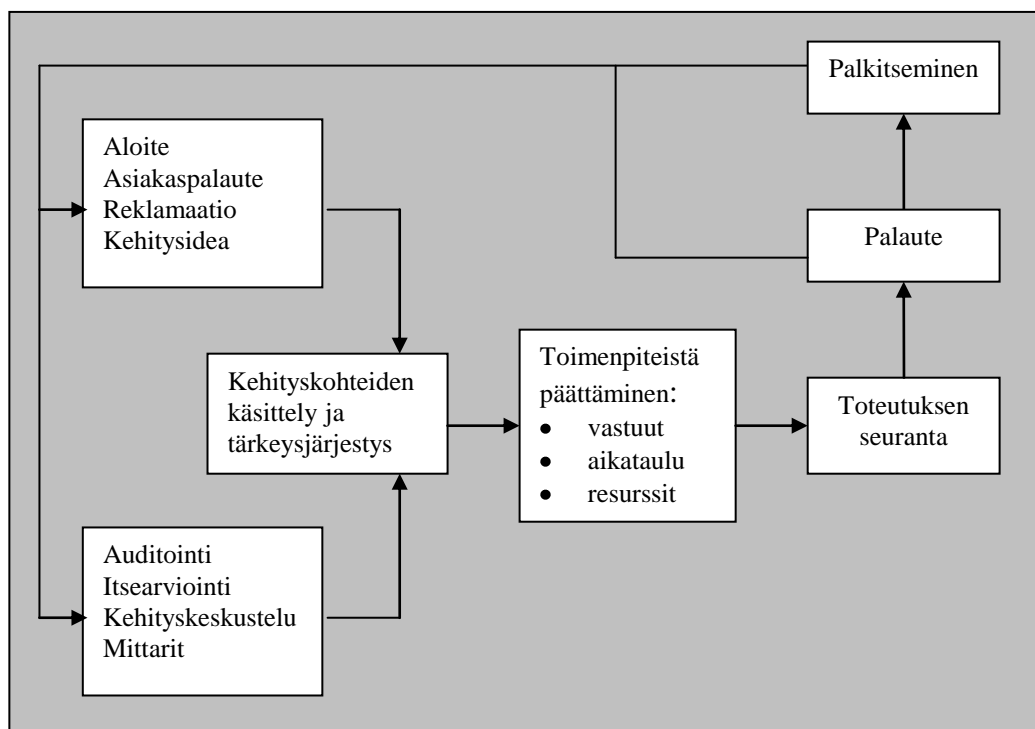 Palkitseminen
Aloite
Asiakaspalaute
Reklamaatio
Kehitysidea
Palaute
Kehityskohteiden
käsittely ja
tärkeysjärjestys
Toimenpiteistä
päättäminen:
• vastuut
• aikataulu
• resurssit
Toteutuksen
seuranta
Auditointi
Itsearviointi
Kehityskeskustelu
Mittarit